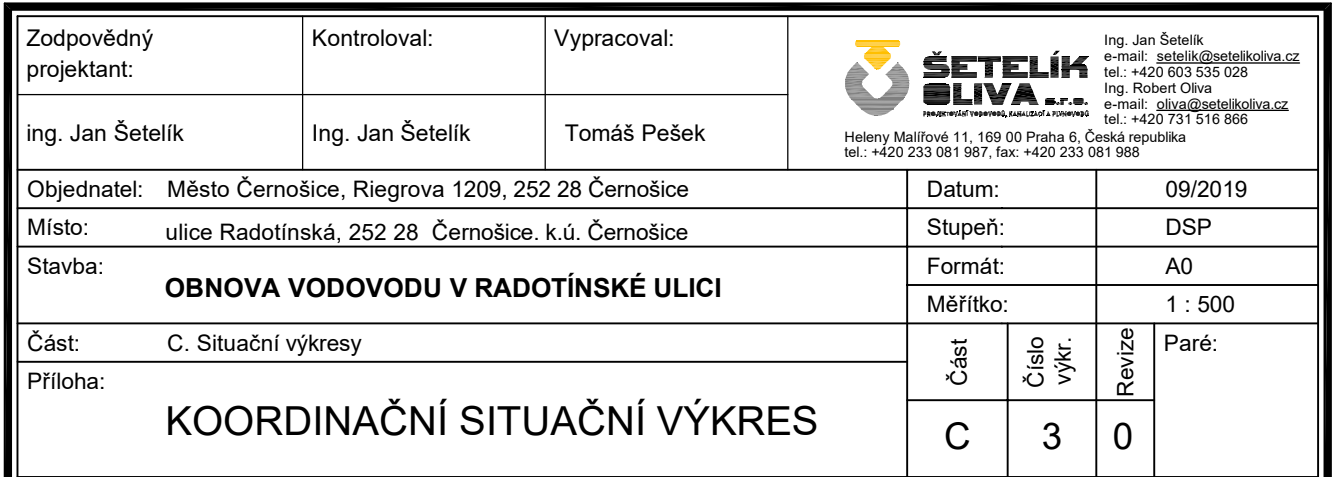 Zodpovědný
projektant:
Kontroloval:
Vypracoval:
ing. Jan Šetelík
Ing. Jan Šetelík
Tomáš Pešek
ŠETELÍK
OLIVA s.r.o.
PROJEKTOVÁNÍ VODOVODŮ, KANALIZACÍ A PLYNOVODŮ
Ing. Jan Šetelík
e-mail: setelik@setelikoliva.cz
tel.: +420 603 535 028
Ing. Robert Oliva
e-mail: oliva@setelikoliva.cz
tel.: +420 731 516 866
Heleny Malířové 11, 169 00 Praha 6, Česká republika
tel.: +420 233 081 987, fax: +420 233 081 988
Objednatel: Město Černošice, Riegrova 1209, 252 28 Černošice
Datum: 09/2019
Místo: ulice Radotínská, 252 28 Černošice. k.ú. Černošice
Stupeň: DSP
Stavba:
OBNOVA VODOVODU V RADOTÍNSKÉ ULICI
Formát: A0
Měřítko: 1 : 500
Část: C. Situační výkresy
Příloha:
KOORDINAČNÍ SITUAČNÍ VÝKRES
Část
Číslo
výkr.
Revize
Paré:
C 3 0